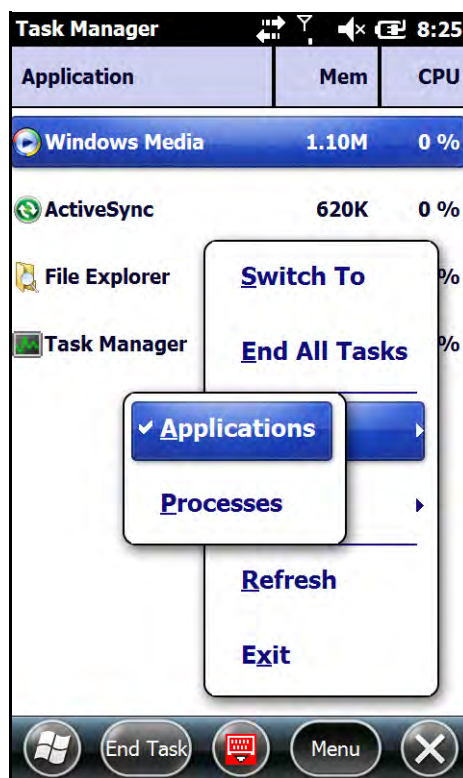 Task Manager 8:25
Application Mem CPU
Windows Media 1.10M 0 %
ActiveSync 620K 0 %
File Explorer %
Task Manager %
Switch To
End All Tasks
Applications
Processes
Refresh
Exit
End Task Menu